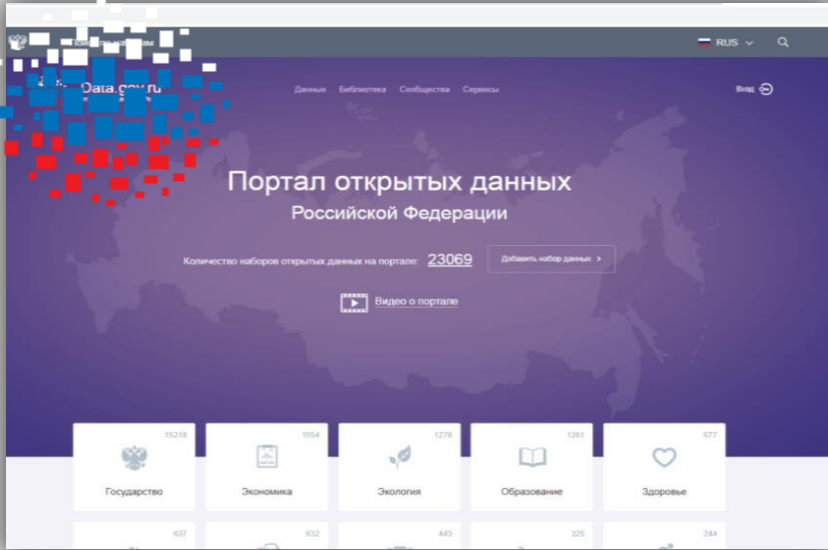 RUS
Data.gov.ru
Данные Библиотека Сообщества Сервисы
Вход
Портал открытых данных
Российской Федерации
Количество наборов открытых данных на портале: 23069 Добавить набор данных >
Видео о портале
15218 1554 1279 1261 677
Государство Экономика Экология Образование Здоровье
637 632 443 325 244